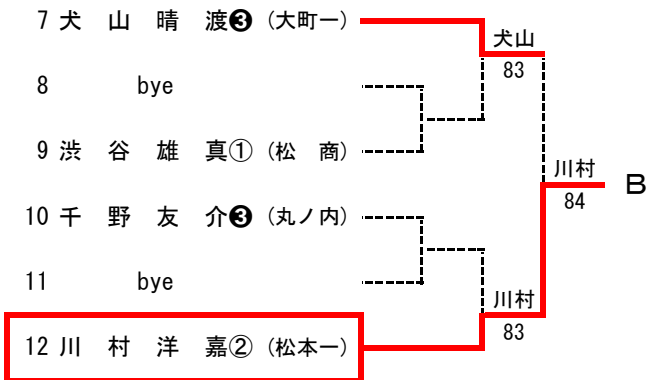 7 犬 山 晴 渡❸ (大町一)
犬山
83
8 bye
9 渋 谷 雄 真① (松 商)
川村
B
84
10 千 野 友 介❸ (丸ノ内)
11 bye
川村
83
12 川 村 洋 嘉② (松本一)